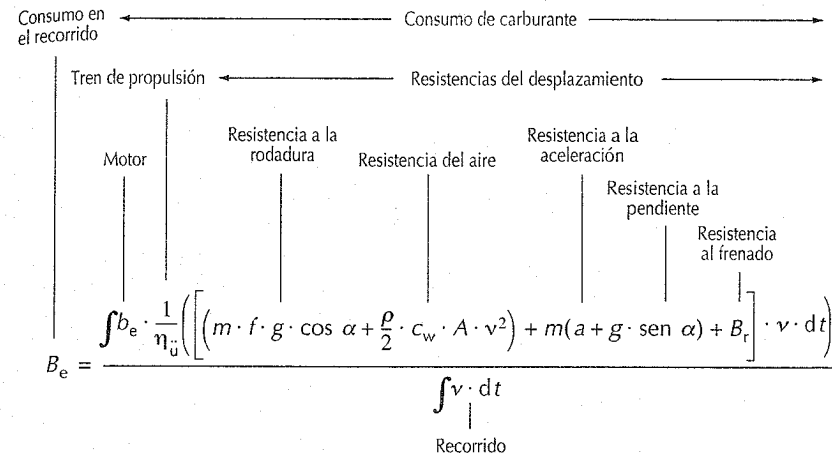 Consumo en
el recorrido
Consumo de carburante
Tren de propulsión
Resistencias del desplazamiento
Motor
Resistencia a la
rodadura
Resistencia del aire
Resistencia a la
aceleración
Resistencia a la
pendiente
Resistencia
al frenado
B_e = ∫b_e · 1/η_ü ([(m · f · g · cos α + ρ/2 · c_w · A · v²) + m(a + g · sen α) + B_r] · v · dt)
∫v · dt
Recorrido